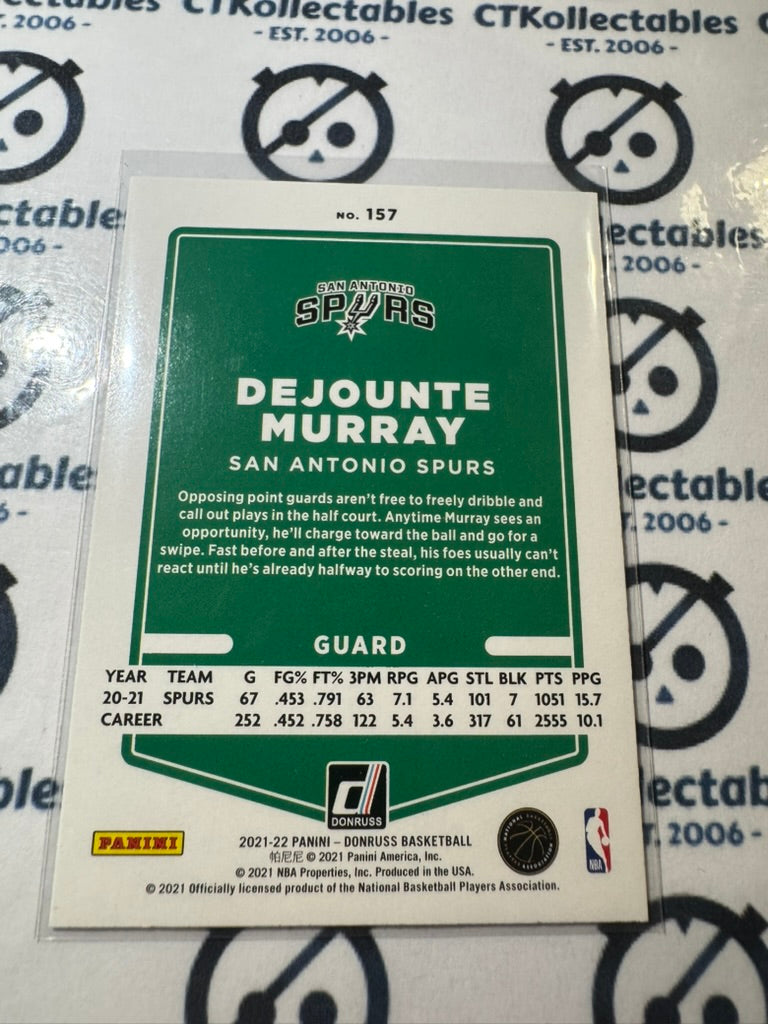 CTKollectables
CTKollectables
- EST. 2006 -
- EST. 2006 -
NO. 157
SAN ANTONIO
SPURS
DEJOUNTE
MURRAY
SAN ANTONIO SPURS
Opposing point guards aren't free to freely dribble and
call out plays in the half court. Anytime Murray sees an
opportunity, he'll charge toward the ball and go for a
swipe. Fast before and after the steal, his foes usually can't
react until he's already halfway to scoring on the other end.
GUARD
YEAR TEAM G FG% FT% 3PM RPG APG STL BLK PTS PPG
20-21 SPURS 67 .453 .791 63 7.1 5.4 101 7 1051 15.7
CAREER 252 .452 .758 122 5.4 3.6 317 61 2555 10.1
d
DONRUSS
PANINI
2021-22 PANINI – DONRUSS BASKETBALL
帕尼尼 © 2021 Panini America, Inc.
© 2021 NBA Properties, Inc. Produced in the USA.
© 2021 Officially licensed product of the National Basketball Players Association.
NATIONAL BASKETBALL PLAYERS ASSOCIATION
NBA